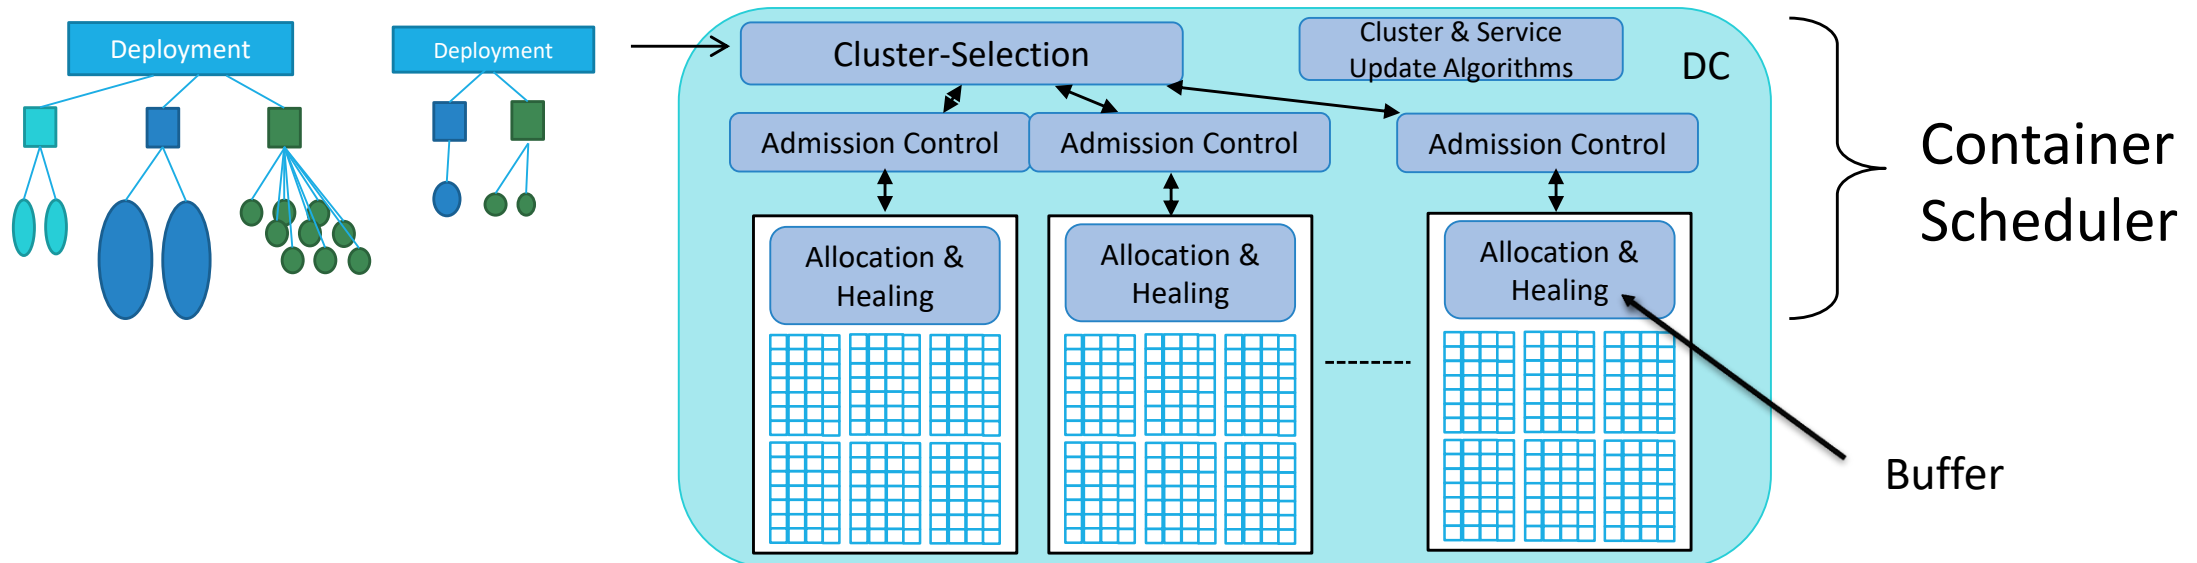 Deployment
Deployment
Cluster-Selection
Cluster & Service
Update Algorithms
DC
Admission Control
Admission Control
Admission Control
Allocation &
Healing
Allocation &
Healing
Allocation &
Healing
Container
Scheduler
Buffer